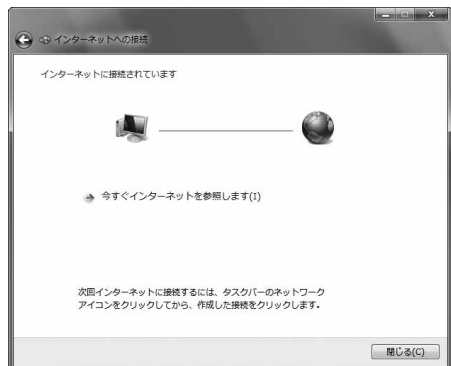 インターネットへの接続
インターネットに接続されています
今すぐインターネットを参照します(I)
次回インターネットに接続するには、タスクバーのネットワーク
アイコンをクリックしてから、作成した接続をクリックします。
閉じる(C)